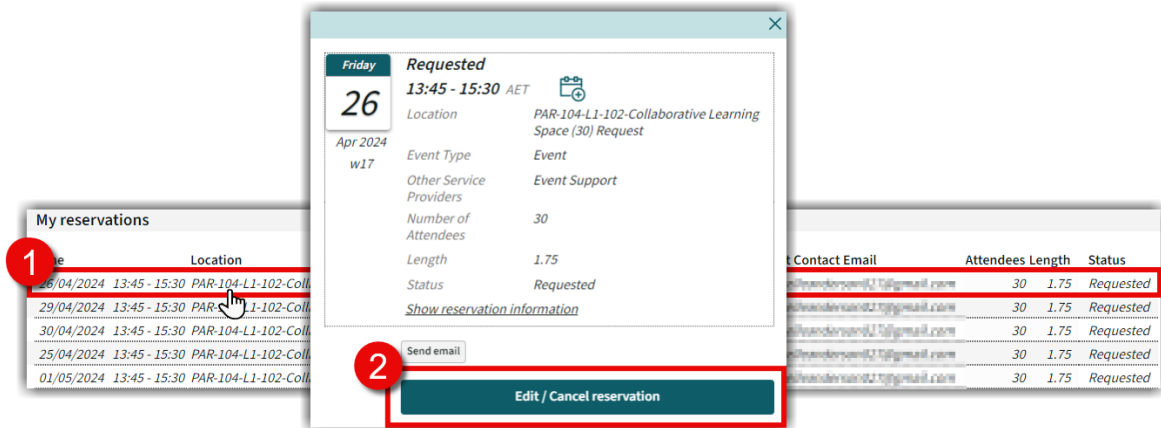 Friday
26
Apr 2024
w17
Requested
13:45 - 15:30 AET
Location PAR-104-L1-102-Collaborative Learning
Space (30) Request
Event Type Event
Other Service Event Support
Providers
Number of 30
Attendees
Length 1.75
Status Requested
Show reservation information
Send email
2
Edit / Cancel reservation
My reservations
1
Location Contact Email Attendees Length Status
26/04/2024 13:45 - 15:30 PAR-104-L1-102-Coll 30 1.75 Requested
29/04/2024 13:45 - 15:30 PAR-104-L1-102-Coll 30 1.75 Requested
30/04/2024 13:45 - 15:30 PAR-104-L1-102-Coll 30 1.75 Requested
25/04/2024 13:45 - 15:30 PAR-104-L1-102-Coll 30 1.75 Requested
01/05/2024 13:45 - 15:30 PAR-104-L1-102-Coll 30 1.75 Requested